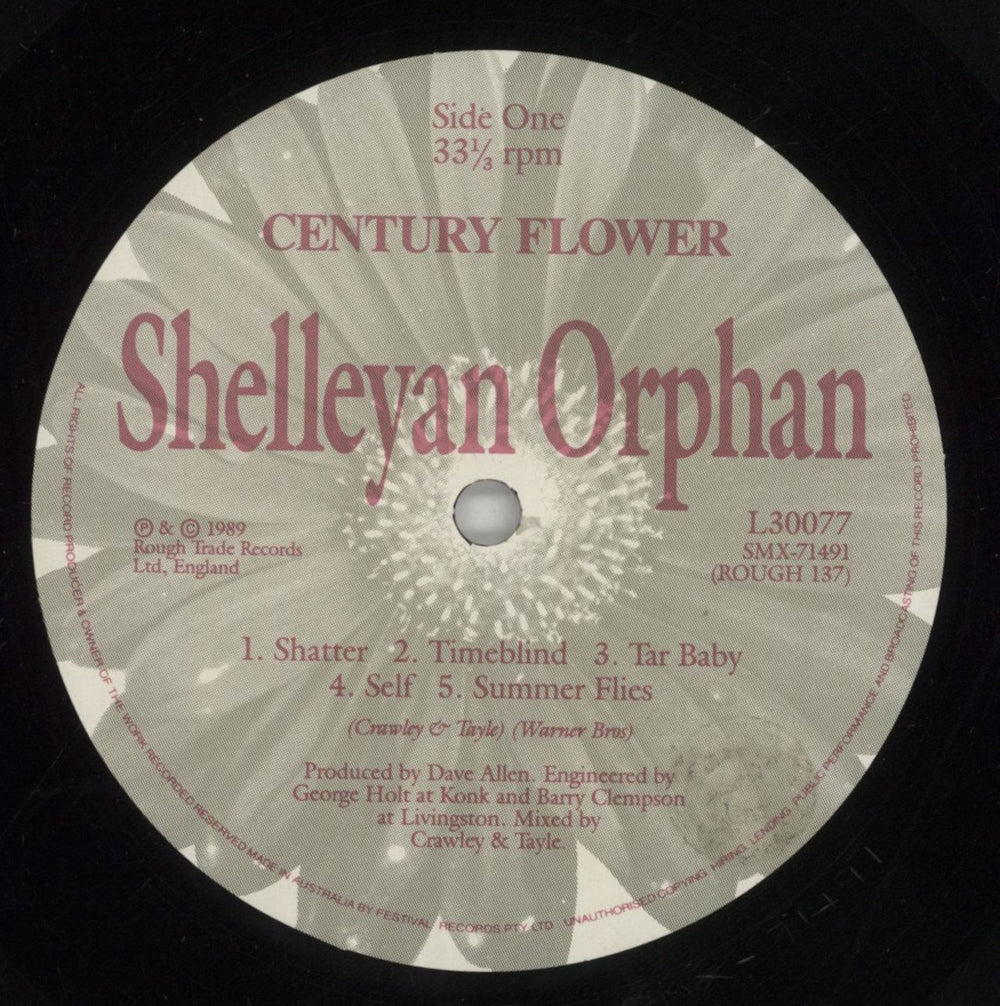 Side One
33⅓ rpm
CENTURY FLOWER
Shelleyan Orphan
Ⓟ & © 1989
Rough Trade Records
Ltd, England
L30077
SMX-71491
(ROUGH 137)
1. Shatter 2. Timeblind 3. Tar Baby
4. Self 5. Summer Flies
(Crawley & Tayle) (Warner Bros)
Produced by Dave Allen. Engineered by
George Holt at Konk and Barry Clempson
at Livingston. Mixed by
Crawley & Tayle.
ALL RIGHTS OF RECORD PRODUCER & OWNER OF THE WORK RECORDED RESERVED MADE IN AUSTRALIA BY FESTIVAL RECORDS PTY. LTD UNAUTHORISED COPYING, HIRING, LENDING, PUBLIC PERFORMANCE AND BROADCASTING OF THIS RECORD PROHIBITED